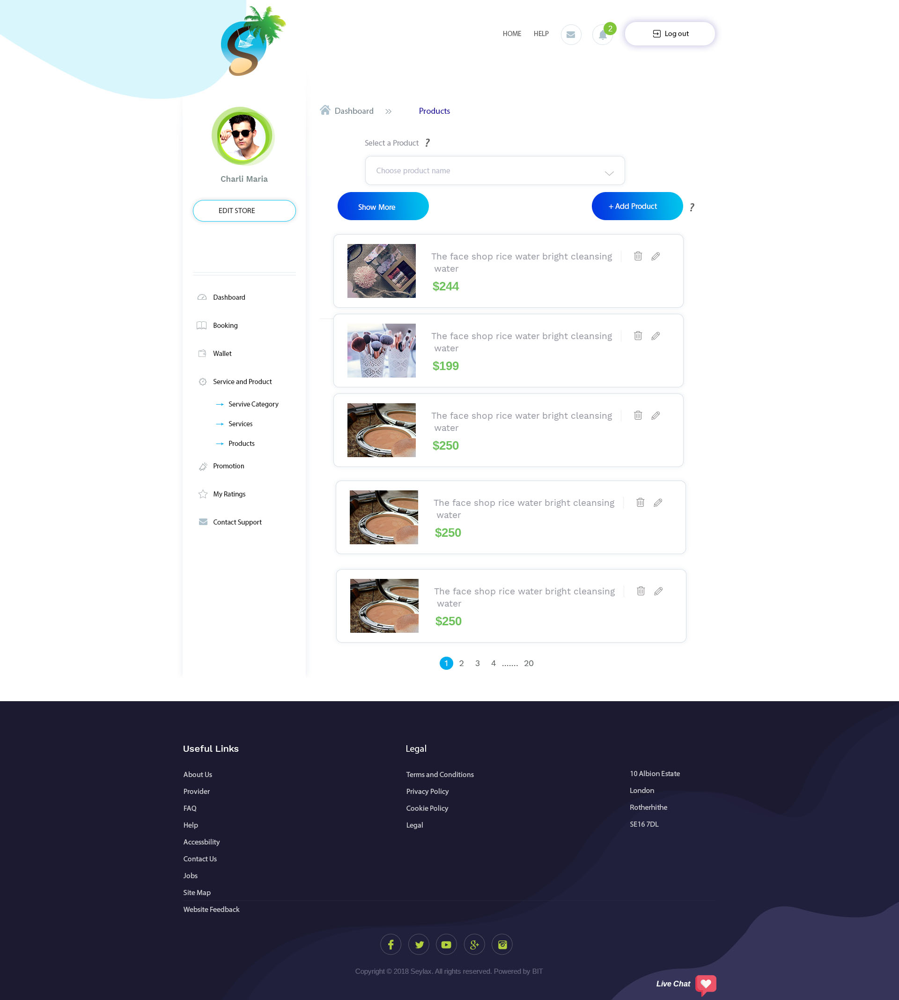 HOME HELP 2 Log out
Dashboard Products
Select a Product ?
Choose product name
Charli Maria
EDIT STORE
Show More + Add Product ?
Dashboard
Booking
Wallet
Service and Product
Servive Category
Services
Products
Promotion
My Ratings
Contact Support
The face shop rice water bright cleansing
water
$244
The face shop rice water bright cleansing
water
$199
The face shop rice water bright cleansing
water
$250
The face shop rice water bright cleansing
water
$250
The face shop rice water bright cleansing
water
$250
1 2 3 4 ....... 20
Useful Links
About Us
Provider
FAQ
Help
Accessbility
Contact Us
Jobs
Site Map
Website Feedback
Legal
Terms and Conditions
Privacy Policy
Cookie Policy
Legal
10 Albion Estate
London
Rotherhithe
SE16 7DL
Copyright © 2018 Seylax. All rights reserved. Powered by BIT
Live Chat